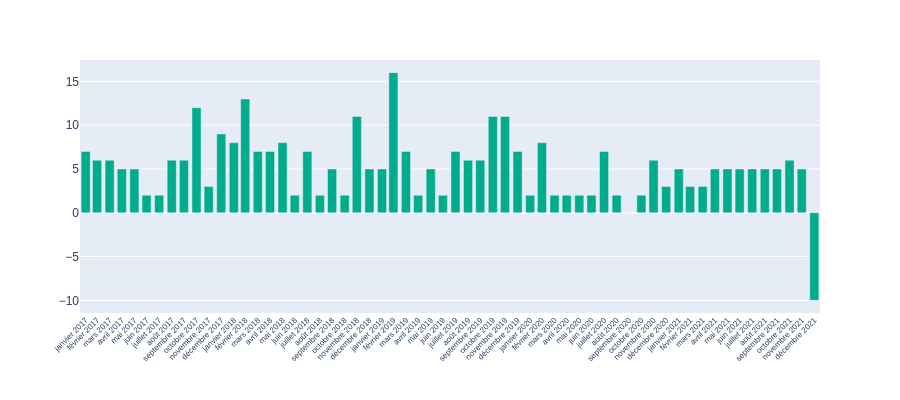 15
10
5
0
−5
−10
janvier 2017
février 2017
mars 2017
avril 2017
mai 2017
juin 2017
juillet 2017
août 2017
septembre 2017
octobre 2017
novembre 2017
décembre 2017
janvier 2018
février 2018
mars 2018
avril 2018
mai 2018
juin 2018
juillet 2018
août 2018
septembre 2018
octobre 2018
novembre 2018
décembre 2018
janvier 2019
février 2019
mars 2019
avril 2019
mai 2019
juin 2019
juillet 2019
août 2019
septembre 2019
octobre 2019
novembre 2019
décembre 2019
janvier 2020
février 2020
mars 2020
avril 2020
mai 2020
juin 2020
juillet 2020
août 2020
septembre 2020
octobre 2020
novembre 2020
décembre 2020
janvier 2021
février 2021
mars 2021
avril 2021
mai 2021
juin 2021
juillet 2021
août 2021
septembre 2021
octobre 2021
novembre 2021
décembre 2021